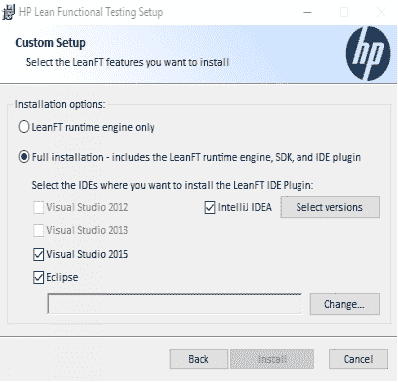 HP Lean Functional Testing Setup
Custom Setup
Select the LeanFT features you want to install
hp
Installation options:
LeanFT runtime engine only
Full installation - includes the LeanFT runtime engine, SDK, and IDE plugin
Select the IDEs where you want to install the LeanFT IDE Plugin:
Visual Studio 2012
IntelliJ IDEA
Select versions
Visual Studio 2013
Visual Studio 2015
Eclipse
Change...
Back
Install
Cancel